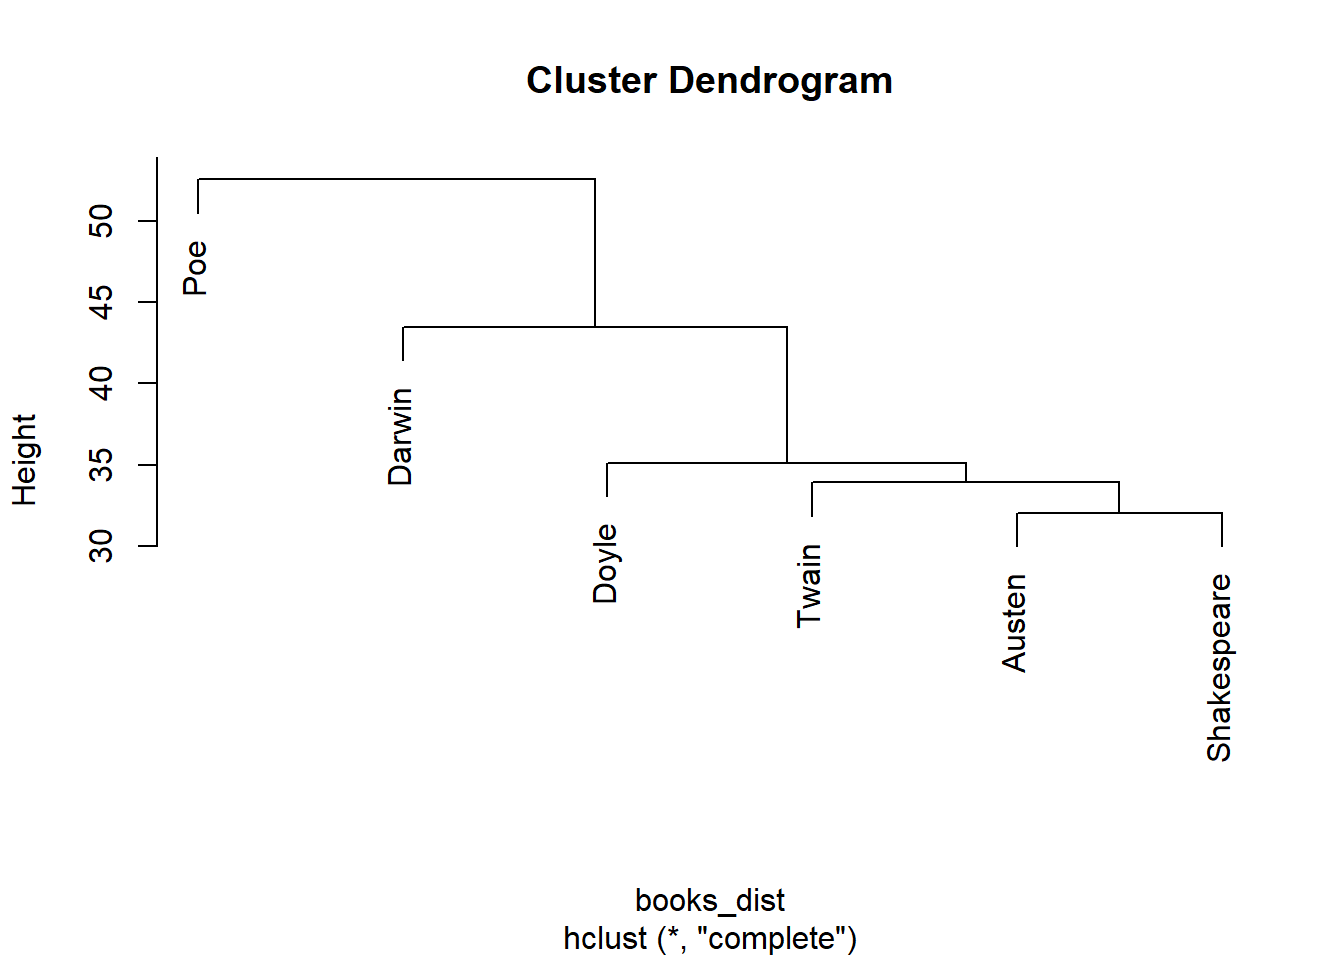 Cluster Dendrogram
Height
50
45
40
35
30
Poe
Darwin
Doyle
Twain
Austen
Shakespeare
books_dist
hclust (*, "complete")